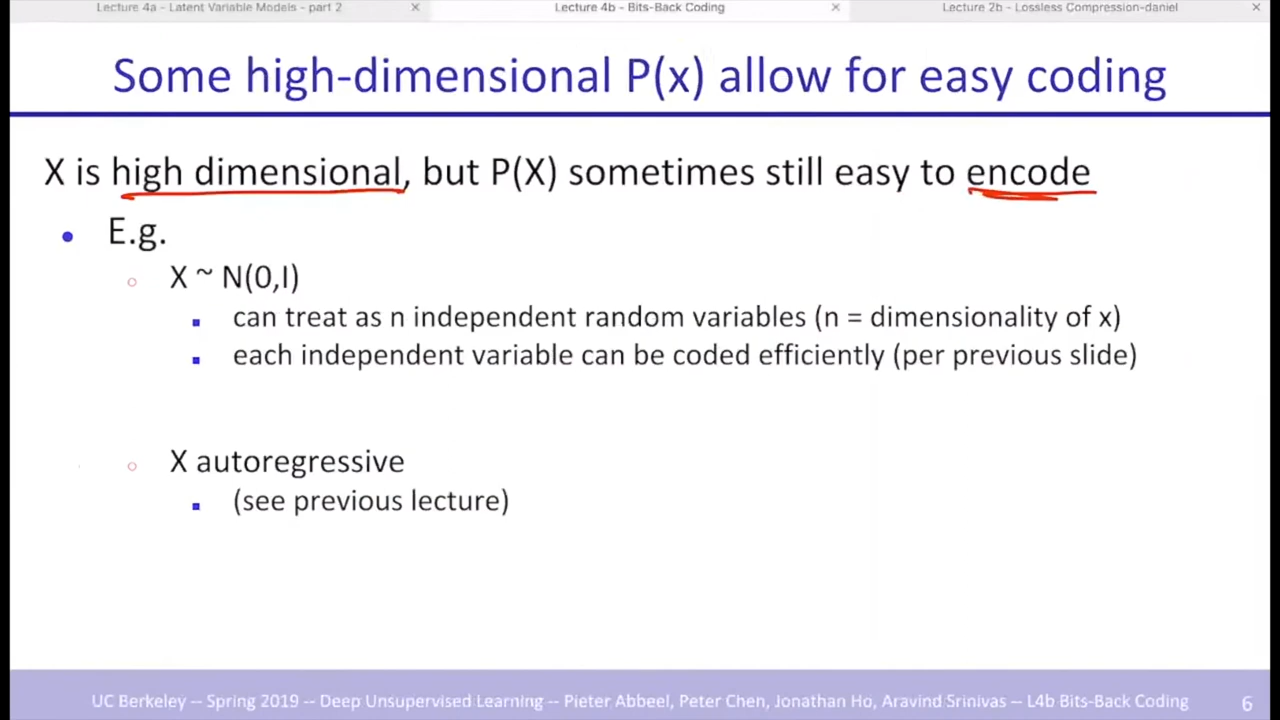 Lecture 4a - Latent Variable Models - part 2 × Lecture 4b - Bits-Back Coding × Lecture 2b - Lossless Compression-daniel ×
Some high-dimensional P(x) allow for easy coding
X is high dimensional, but P(X) sometimes still easy to encode
• E.g.
○ X ~ N(0,I)
▪ can treat as n independent random variables (n = dimensionality of x)
▪ each independent variable can be coded efficiently (per previous slide)
○ X autoregressive
▪ (see previous lecture)
UC Berkeley -- Spring 2019 -- Deep Unsupervised Learning -- Pieter Abbeel, Peter Chen, Jonathan Ho, Aravind Srinivas -- L4b Bits-Back Coding 6